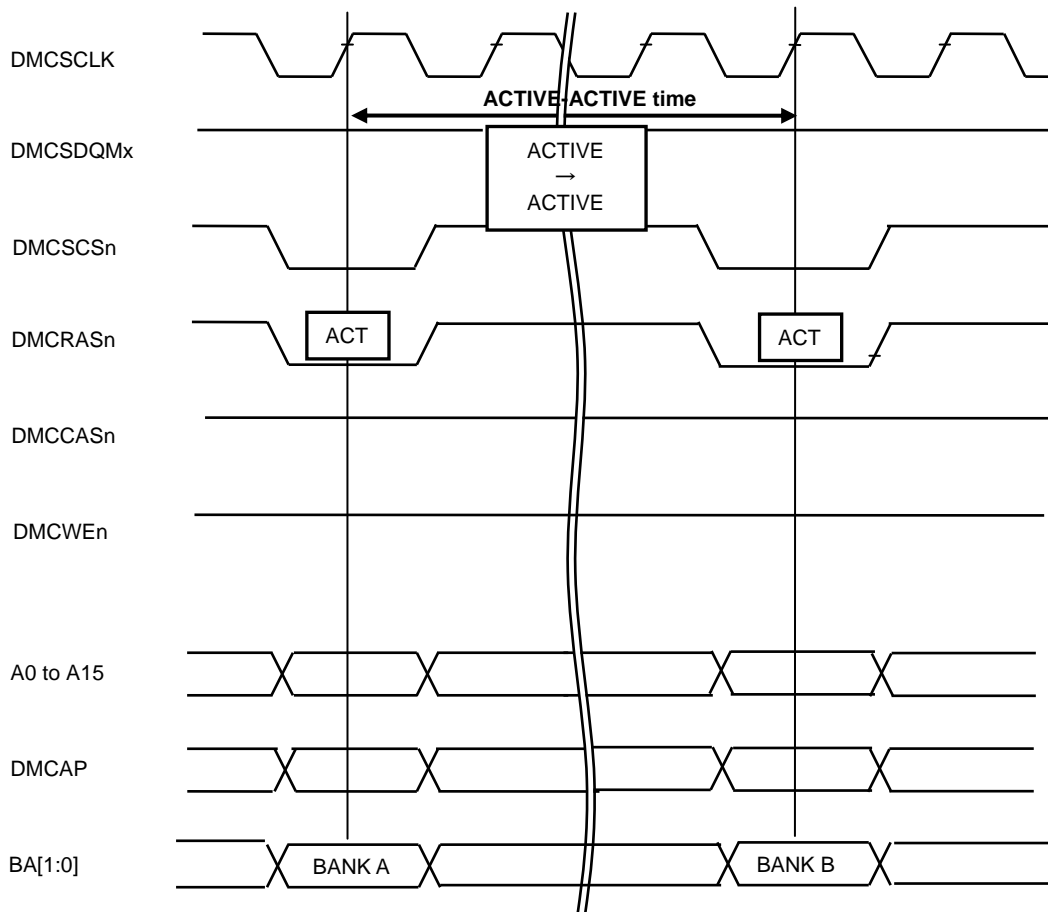 DMCSCLK
ACTIVE-ACTIVE time
DMCSDQMx
ACTIVE
→
ACTIVE
DMCSCSn
DMCRASn
ACT
ACT
DMCCASn
DMCWEn
A0 to A15
DMCAP
BA[1:0]
BANK A
BANK B